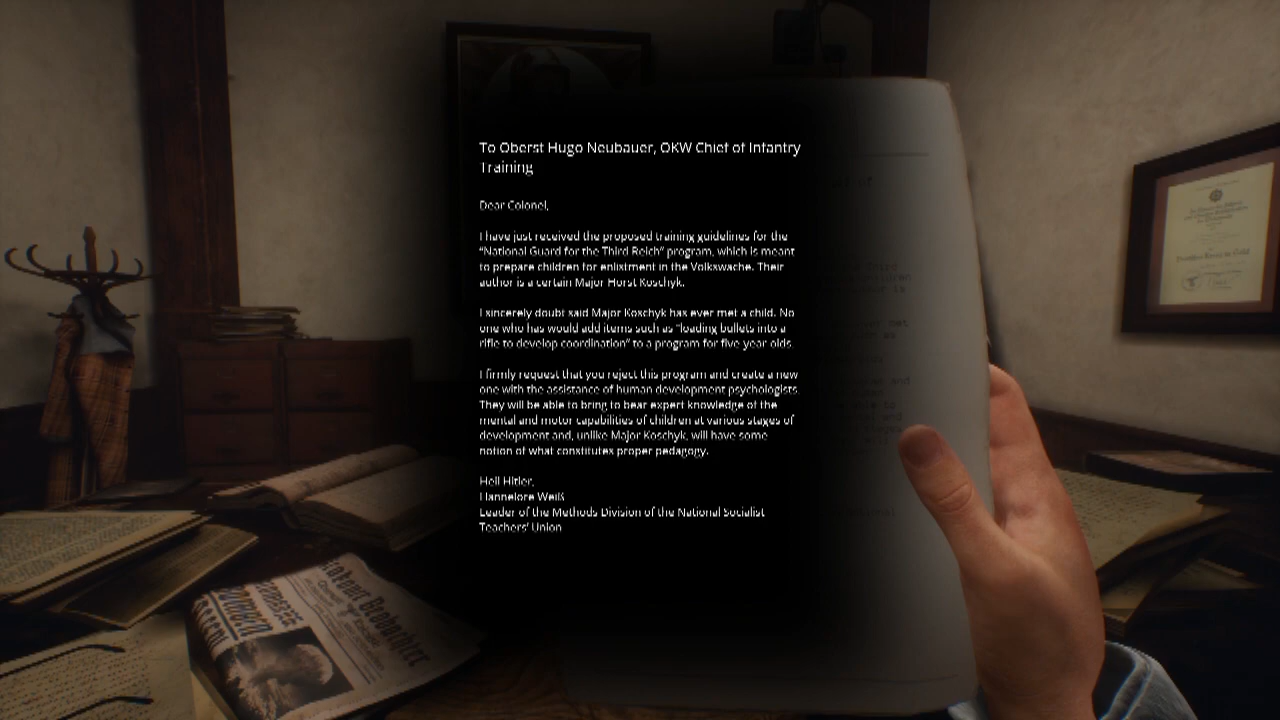 To Oberst Hugo Neubauer, OKW Chief of Infantry
Training
Dear Colonel,
I have just received the proposed training guidelines for the
"National Guard for the Third Reich" program, which is meant
to prepare children for enlistment in the Volkswache. Their
author is a certain Major Horst Koschyk.
I sincerely doubt said Major Koschyk has ever met a child. No
one who has would add items such as "loading bullets into a
rifle to develop coordination" to a program for five year olds.
I firmly request that you reject this program and create a new
one with the assistance of human development psychologists.
They will be able to bring to bear expert knowledge of the
mental and motor capabilities of children at various stages of
development and, unlike Major Koschyk, will have some
notion of what constitutes proper pedagogy.
Heil Hitler,
Hannelore Weiß
Leader of the Methods Division of the National Socialist
Teachers' Union